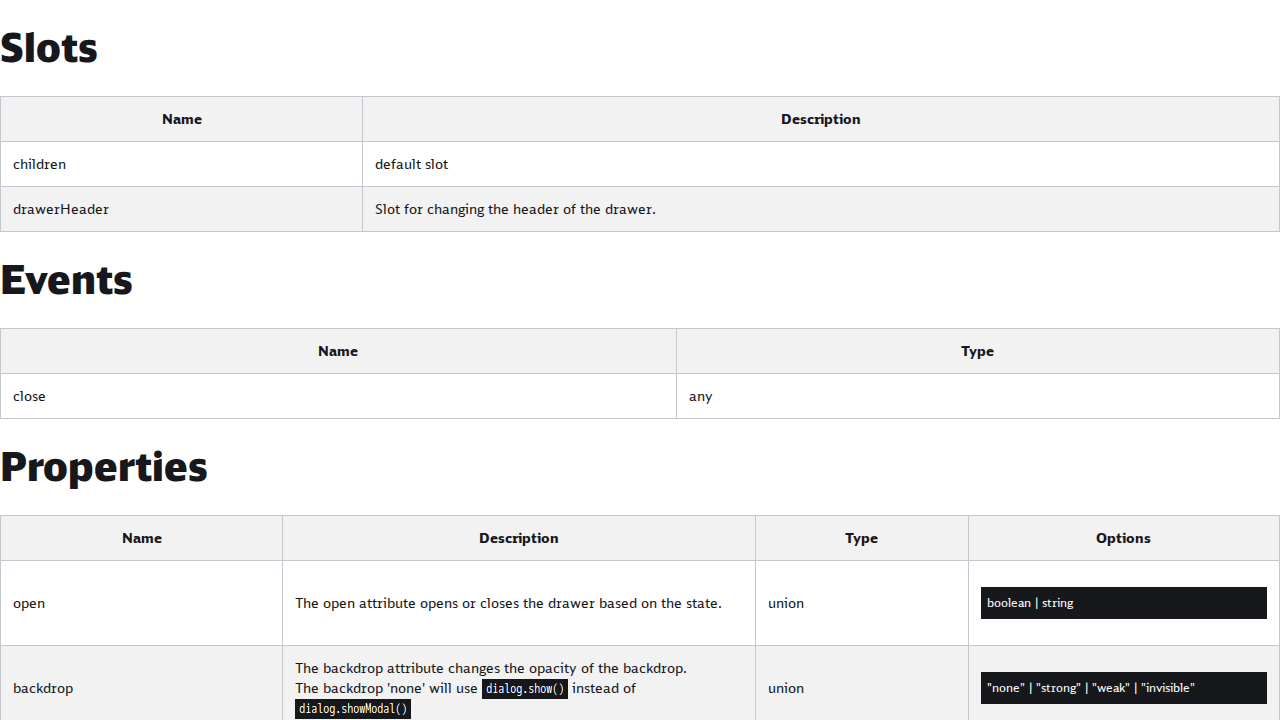 Slots
Name Description
children default slot
drawerHeader Slot for changing the header of the drawer.
Events
Name Type
close any
Properties
Name Description Type Options
open The open attribute opens or closes the drawer based on the state. union boolean | string
The backdrop attribute changes the opacity of the backdrop.
backdrop The backdrop 'none' will use dialog.show() instead of union "none" | "strong" | "weak" | "invisible"
dialog.showModal()